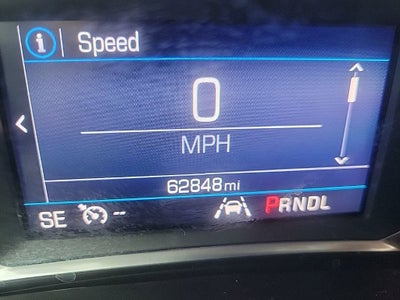 i Speed
0
MPH
62848 mi
SE -- PRNDL